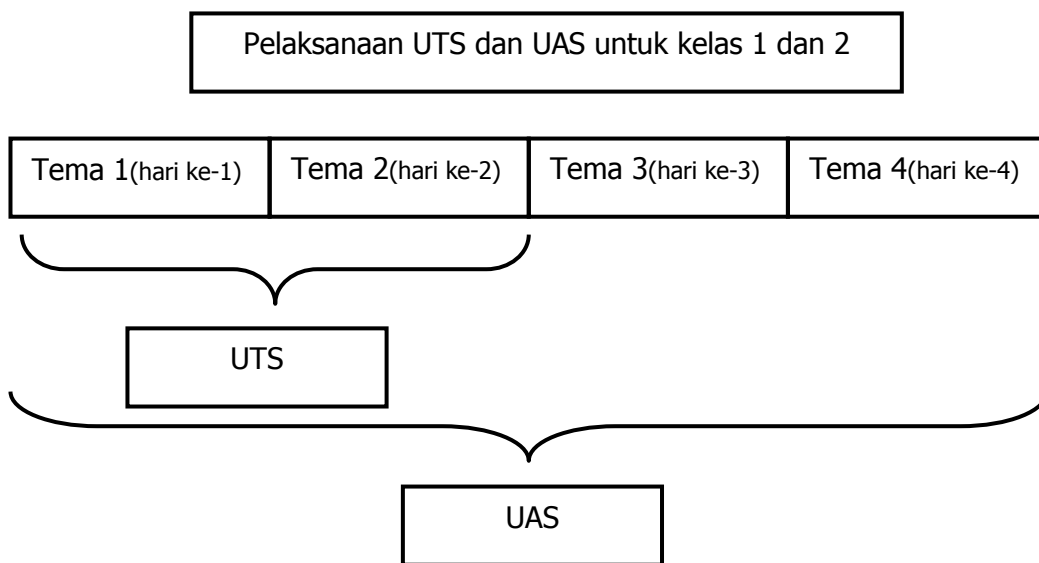 Pelaksanaan UTS dan UAS untuk kelas 1 dan 2
Tema 1(hari ke-1) Tema 2(hari ke-2) Tema 3(hari ke-3) Tema 4(hari ke-4)
UTS
UAS